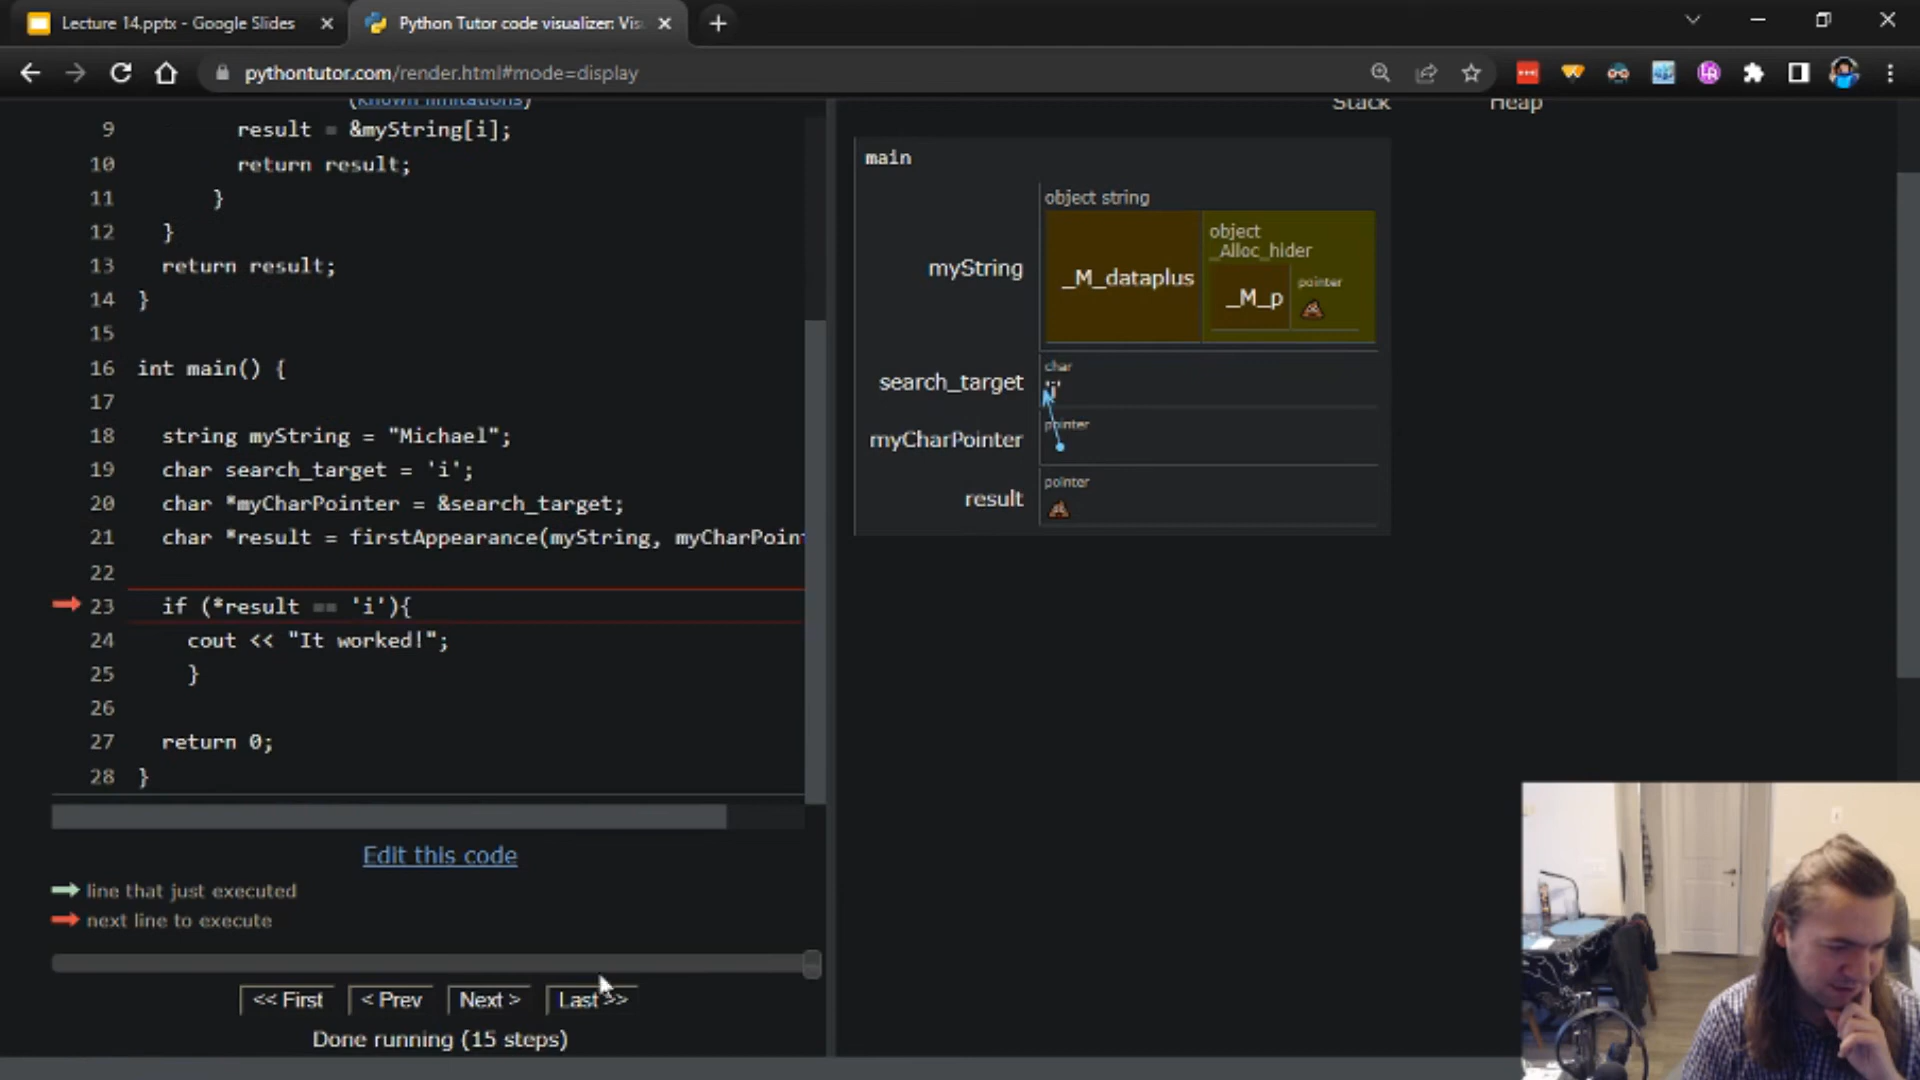 Lecture 14.pptx - Google Slides
Python Tutor code visualizer: Vis
pythontutor.com/render.html#mode=display
(known limitations)
Stack Heap
9 result = &myString[i];
10 return result;
11 }
12 }
13 return result;
14 }
15
16 int main() {
17
18 string myString = "Michael";
19 char search_target = 'i';
20 char *myCharPointer = &search_target;
21 char *result = firstAppearance(myString, myCharPoin
22
23 if (*result == 'i'){
24 cout << "It worked!";
25 }
26
27 return 0;
28 }
Edit this code
line that just executed
next line to execute
<< First < Prev Next > Last >>
Done running (15 steps)
main
object string
myString
_M_dataplus
object
_Alloc_hider
_M_p
pointer
search_target
char
'i'
myCharPointer
pointer
result
pointer